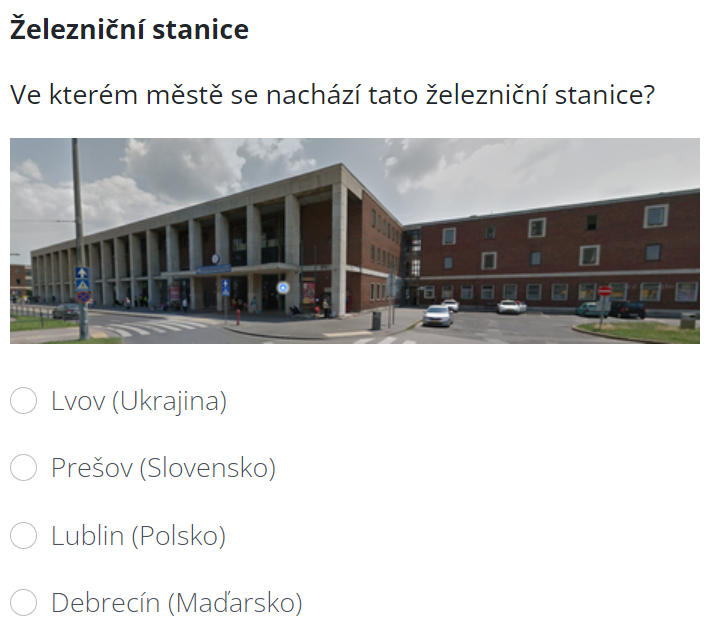 Železniční stanice
Ve kterém městě se nachází tato železniční stanice?
Lvov (Ukrajina)
Prešov (Slovensko)
Lublin (Polsko)
Debrecín (Maďarsko)